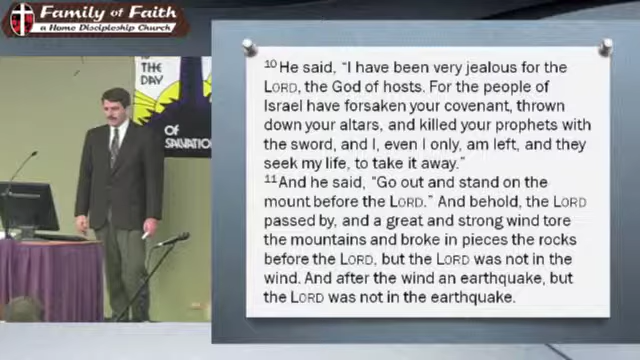 Family of Faith
a Home Discipleship Church
THE DAY
OF
SALVATION
10 He said, “I have been very jealous for the
LORD, the God of hosts. For the people of
Israel have forsaken your covenant, thrown
down your altars, and killed your prophets with
the sword, and I, even I only, am left, and they
seek my life, to take it away.”
11 And he said, “Go out and stand on the
mount before the LORD.” And behold, the LORD
passed by, and a great and strong wind tore
the mountains and broke in pieces the rocks
before the LORD, but the LORD was not in the
wind. And after the wind an earthquake, but
the LORD was not in the earthquake.